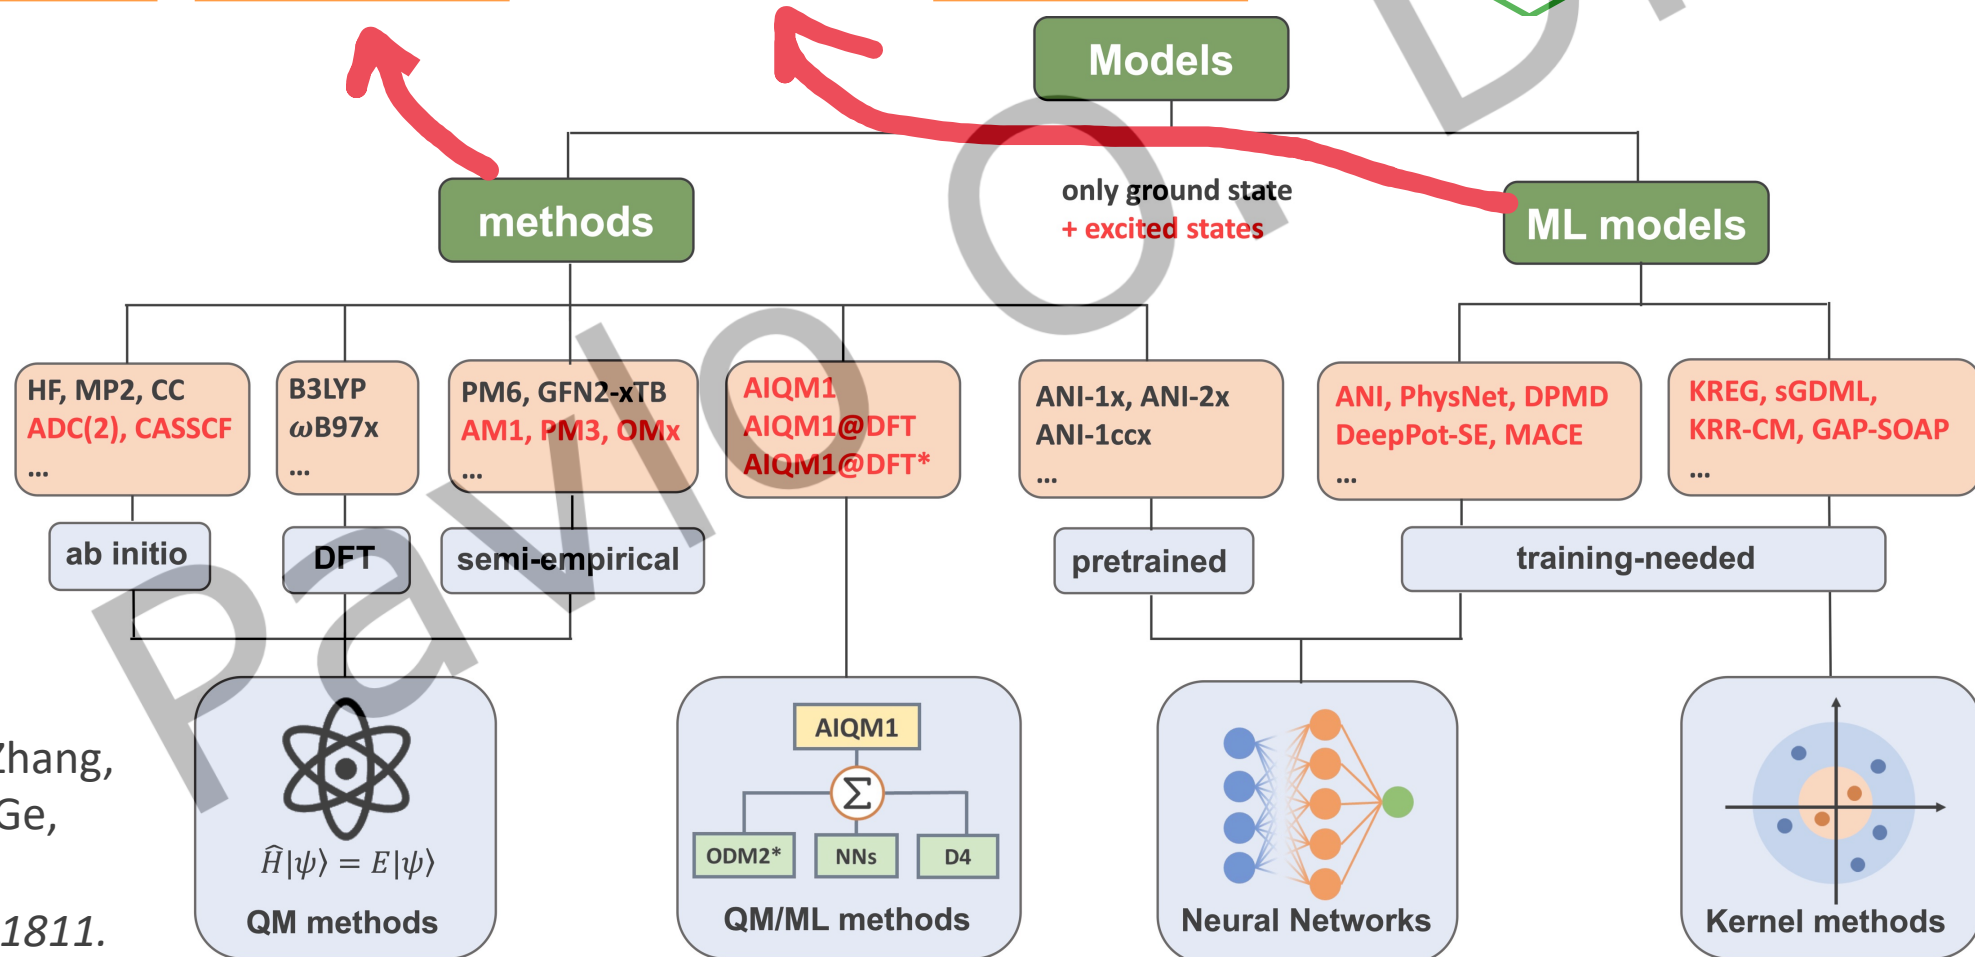 Models
methods
only ground state
+ excited states
ML models
HF, MP2, CC
ADC(2), CASSCF
...
B3LYP
ωB97x
...
PM6, GFN2-xTB
AM1, PM3, OMx
...
AIQM1
AIQM1@DFT
AIQM1@DFT*
ANI-1x, ANI-2x
ANI-1ccx
...
ANI, PhysNet, DPMD
DeepPot-SE, MACE
...
KREG, sGDML,
KRR-CM, GAP-SOAP
...
ab initio
DFT
semi-empirical
pretrained
training-needed
Zhang,
Ge,
1811.
Ĥ|ψ⟩ = E|ψ⟩
QM methods
AIQM1
Σ
ODM2*
NNs
D4
QM/ML methods
Neural Networks
Kernel methods
Pavlo O. D